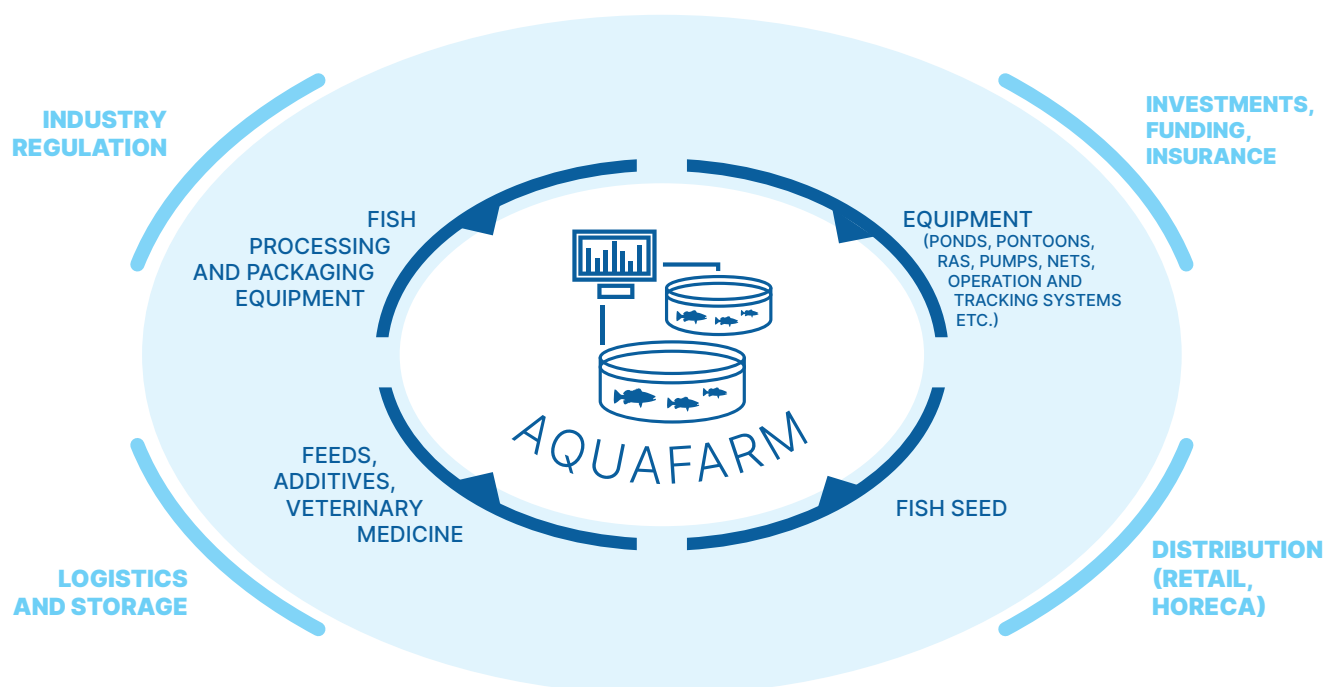 INDUSTRY
REGULATION
INVESTMENTS,
FUNDING,
INSURANCE
FISH
PROCESSING
AND PACKAGING
EQUIPMENT
EQUIPMENT
(PONDS, PONTOONS,
RAS, PUMPS, NETS,
OPERATION AND
TRACKING SYSTEMS
ETC.)
AQUAFARM
FEEDS,
ADDITIVES,
VETERINARY
MEDICINE
FISH SEED
LOGISTICS
AND STORAGE
DISTRIBUTION
(RETAIL,
HORECA)